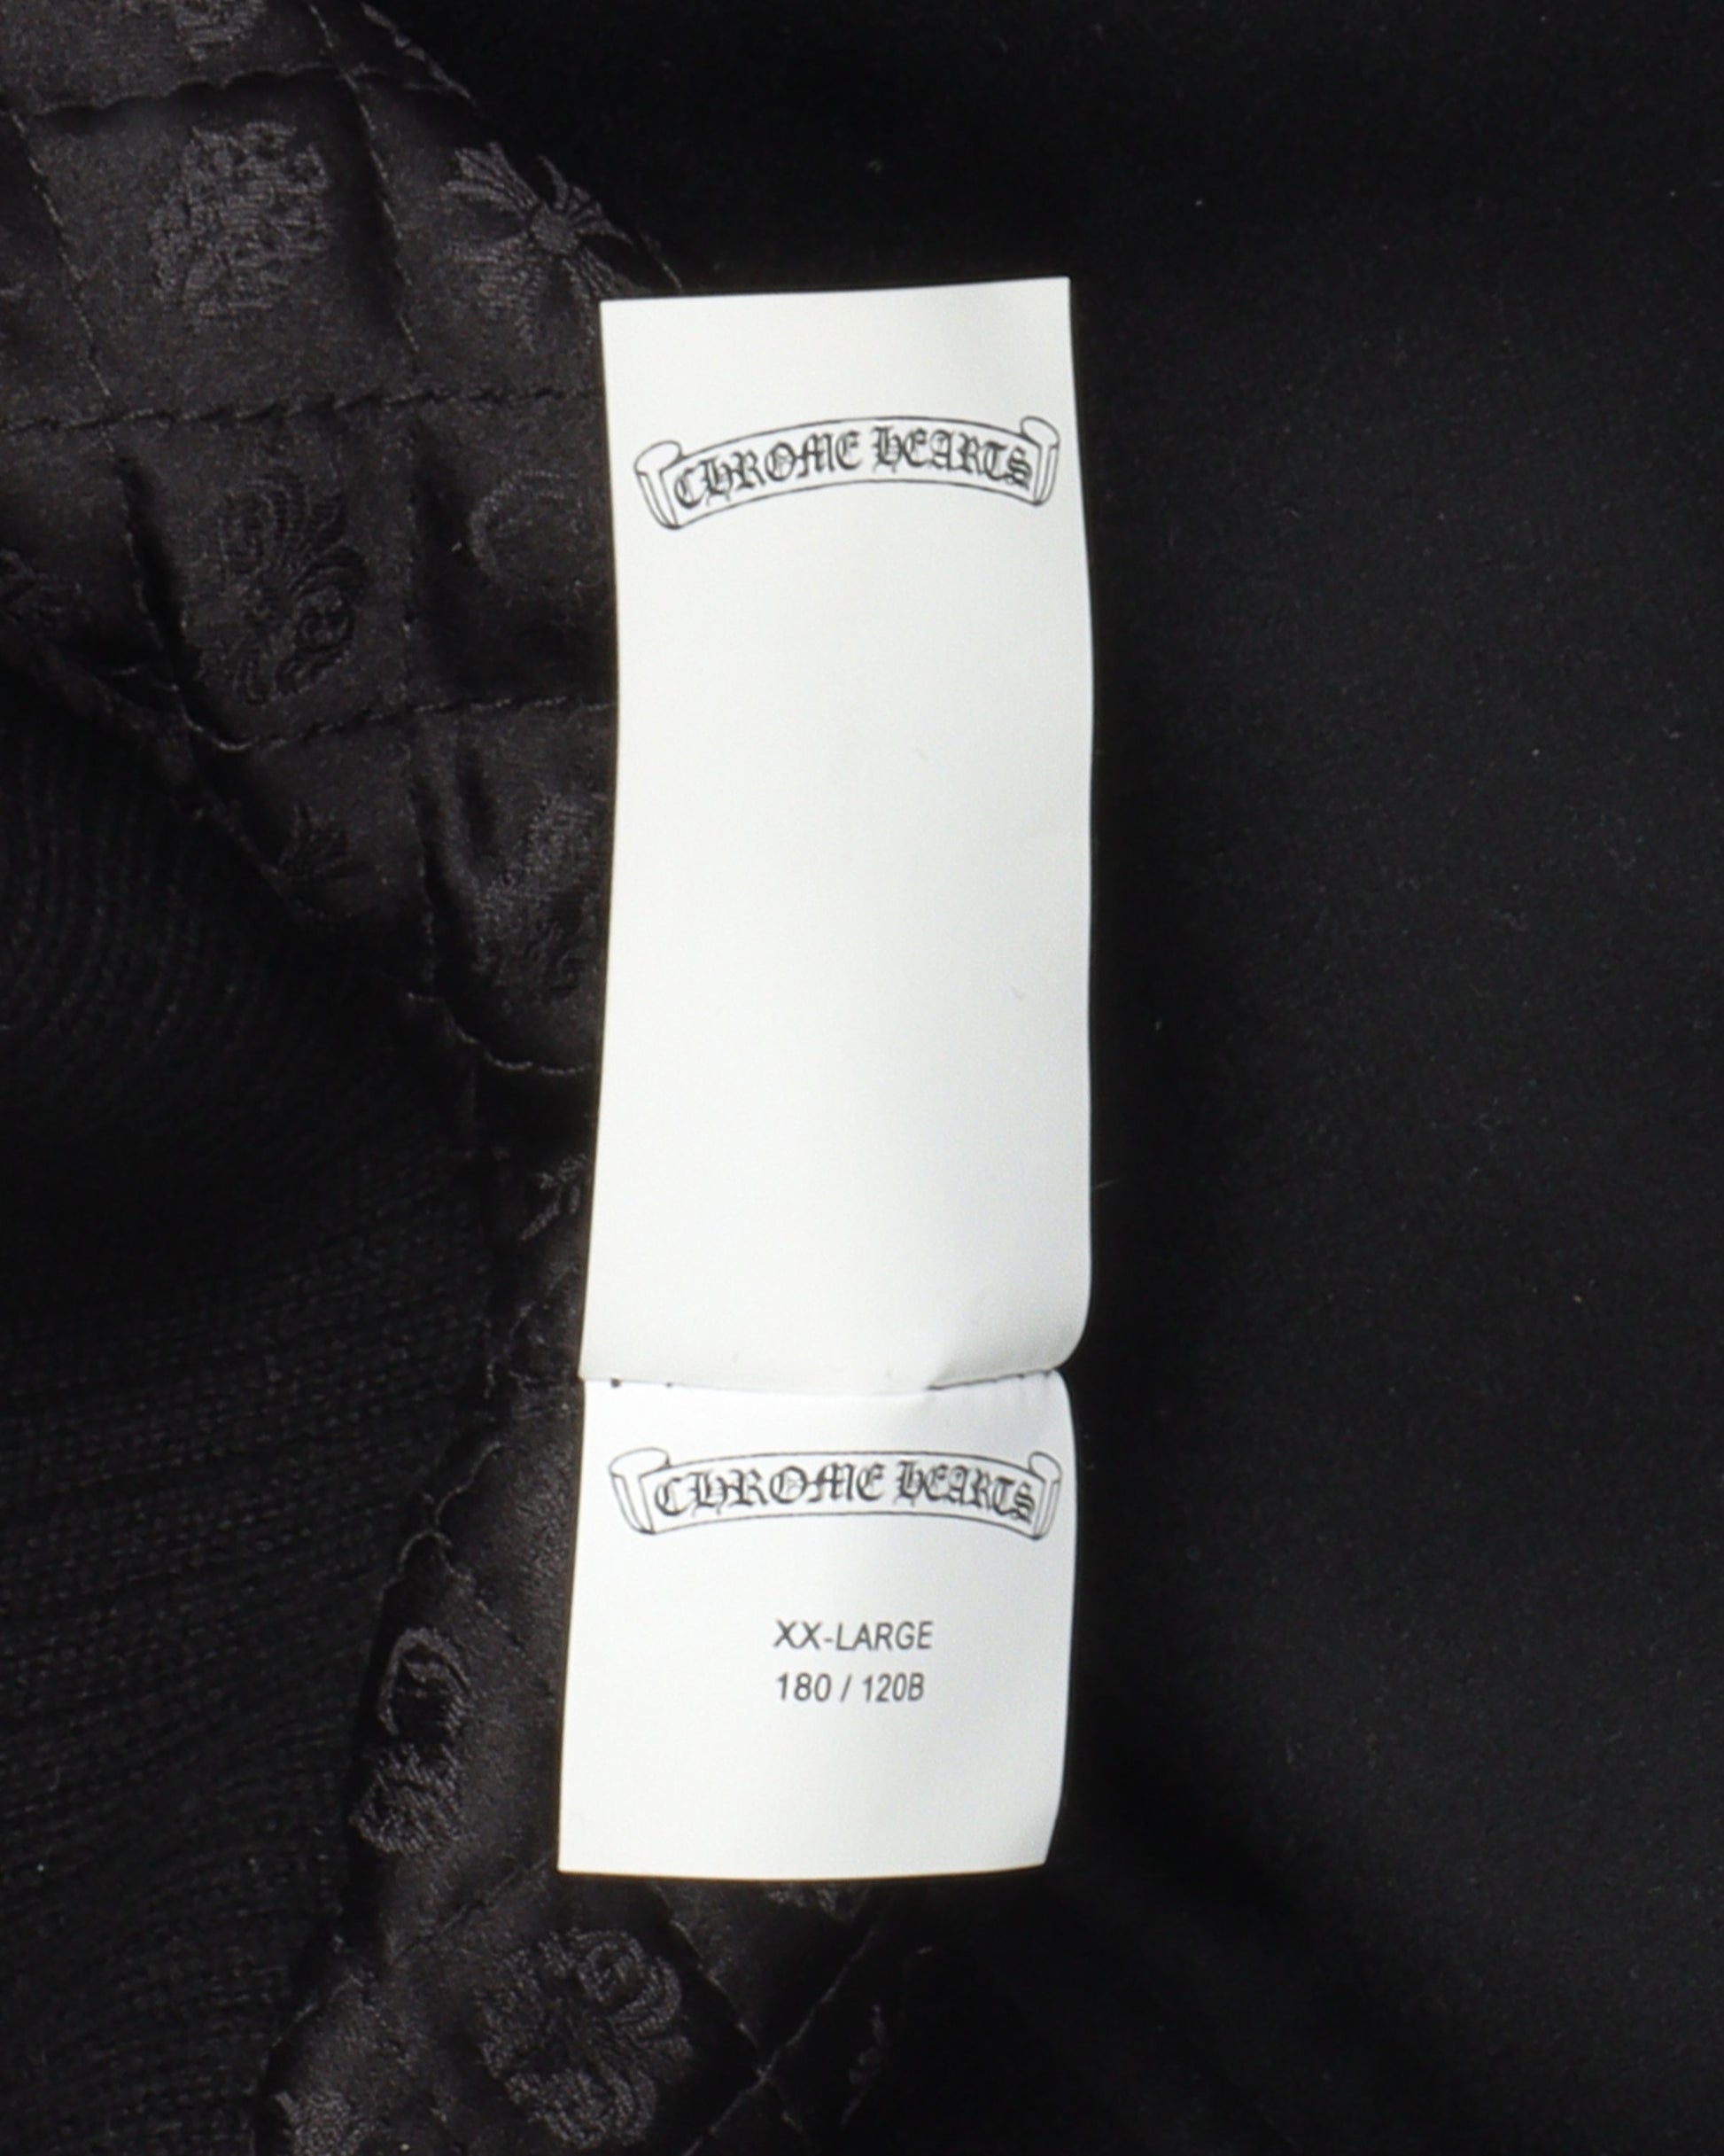 CHROME HEARTS
CHROME HEARTS
XX-LARGE
180 / 120B